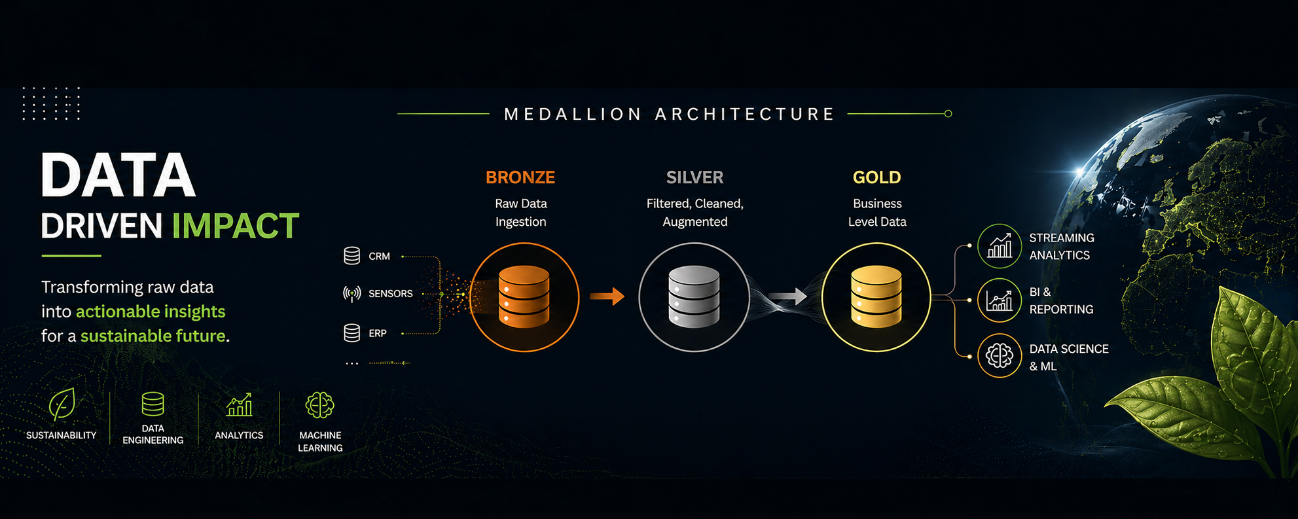 MEDALLION ARCHITECTURE
DATA
DRIVEN IMPACT
Transforming raw data
into actionable insights
for a sustainable future.
SUSTAINABILITY
DATA
ENGINEERING
ANALYTICS
MACHINE
LEARNING
CRM
SENSORS
ERP
...
BRONZE
Raw Data
Ingestion
SILVER
Filtered, Cleaned,
Augmented
GOLD
Business
Level Data
STREAMING
ANALYTICS
BI &
REPORTING
DATA SCIENCE
& ML